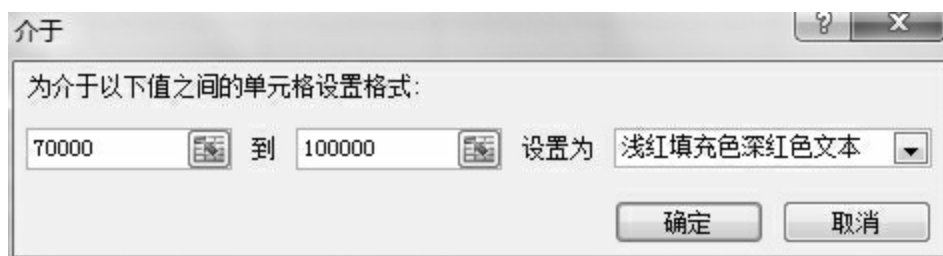 介于
为介于以下值之间的单元格设置格式:
70000 到 100000 设置为 浅红填充色深红色文本
确定 取消